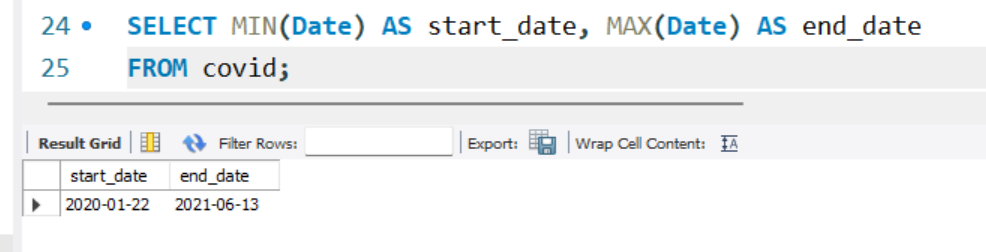 24 SELECT MIN(Date) AS start_date, MAX(Date) AS end_date
25 FROM covid;
Result Grid Filter Rows: Export: Wrap Cell Content: IA
start_date end_date
2020-01-22 2021-06-13